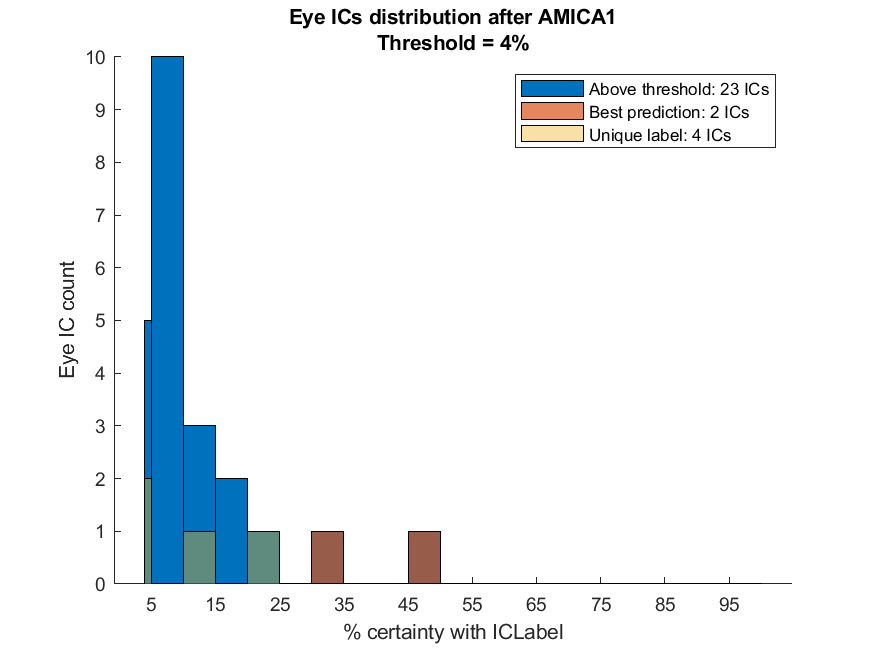 Eye ICs distribution after AMICA1
Threshold = 4%
Above threshold: 23 ICs
Best prediction: 2 ICs
Unique label: 4 ICs
Eye IC count
10
9
8
7
6
5
4
3
2
1
0
5 15 25 35 45 55 65 75 85 95
% certainty with ICLabel